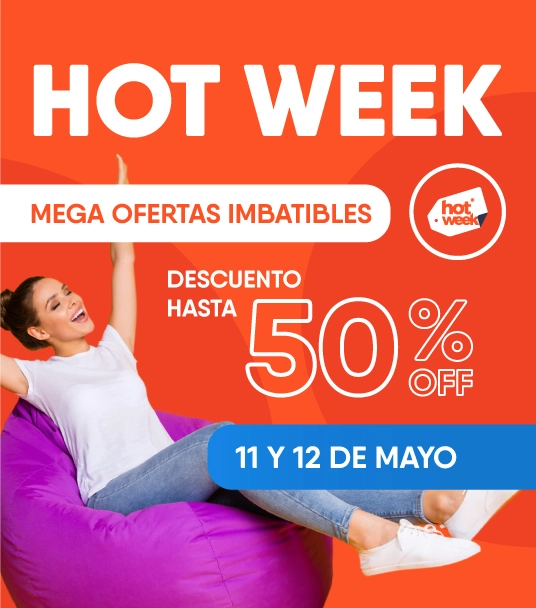 HOT WEEK
MEGA OFERTAS IMBATIBLES
hot
week
DESCUENTO
HASTA
50%
OFF
11 Y 12 DE MAYO